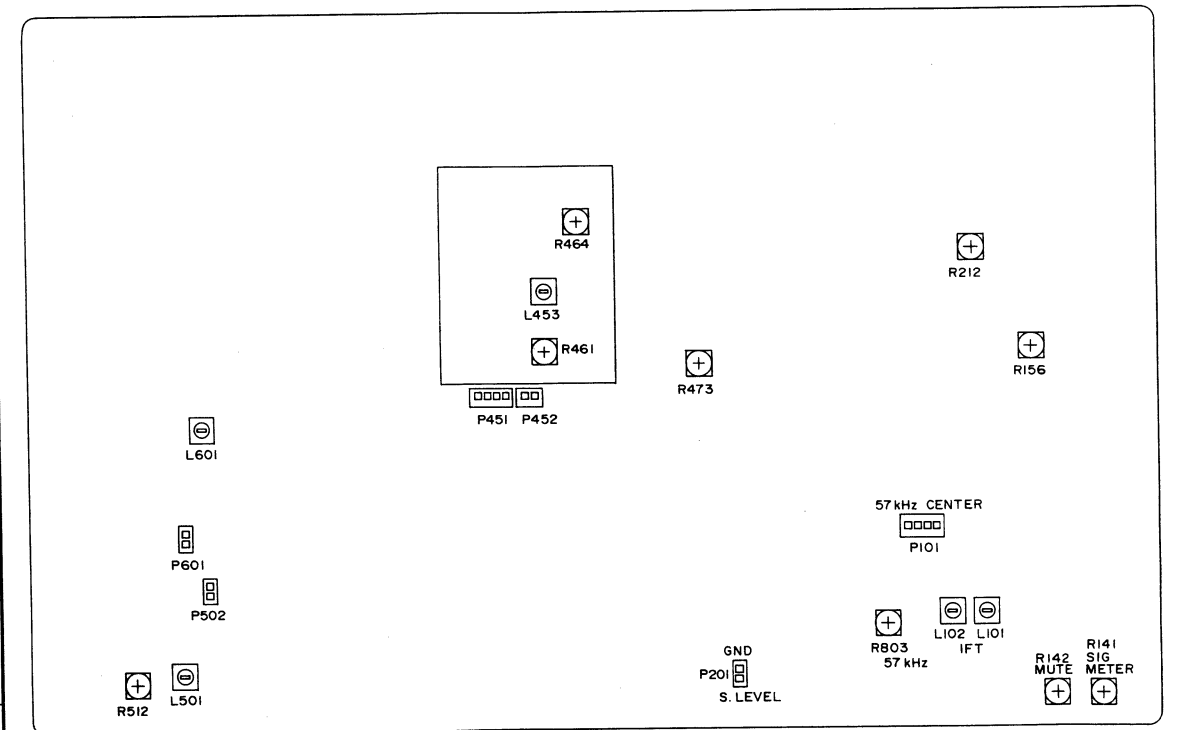 R464
R212
L453
R461
R156
R473
P451 P452
L601
57kHz CENTER
P101
P601
P502
L102 L101
IFT
R803
57 kHz
R141
SIG
METER
R142
MUTE
GND
P201
S. LEVEL
R512
L501